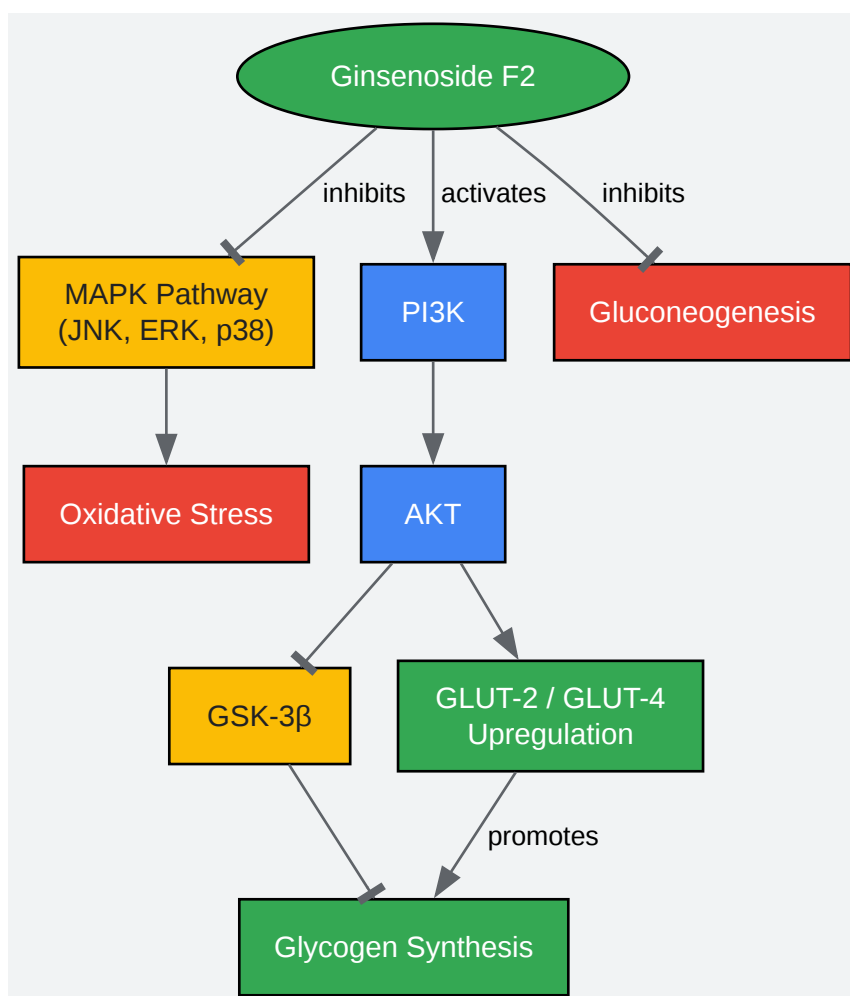 Ginsenoside F2
inhibits
activates
inhibits
MAPK Pathway
(JNK, ERK, p38)
PI3K
Gluconeogenesis
Oxidative Stress
AKT
GSK-3β
GLUT-2 / GLUT-4
Upregulation
promotes
Glycogen Synthesis